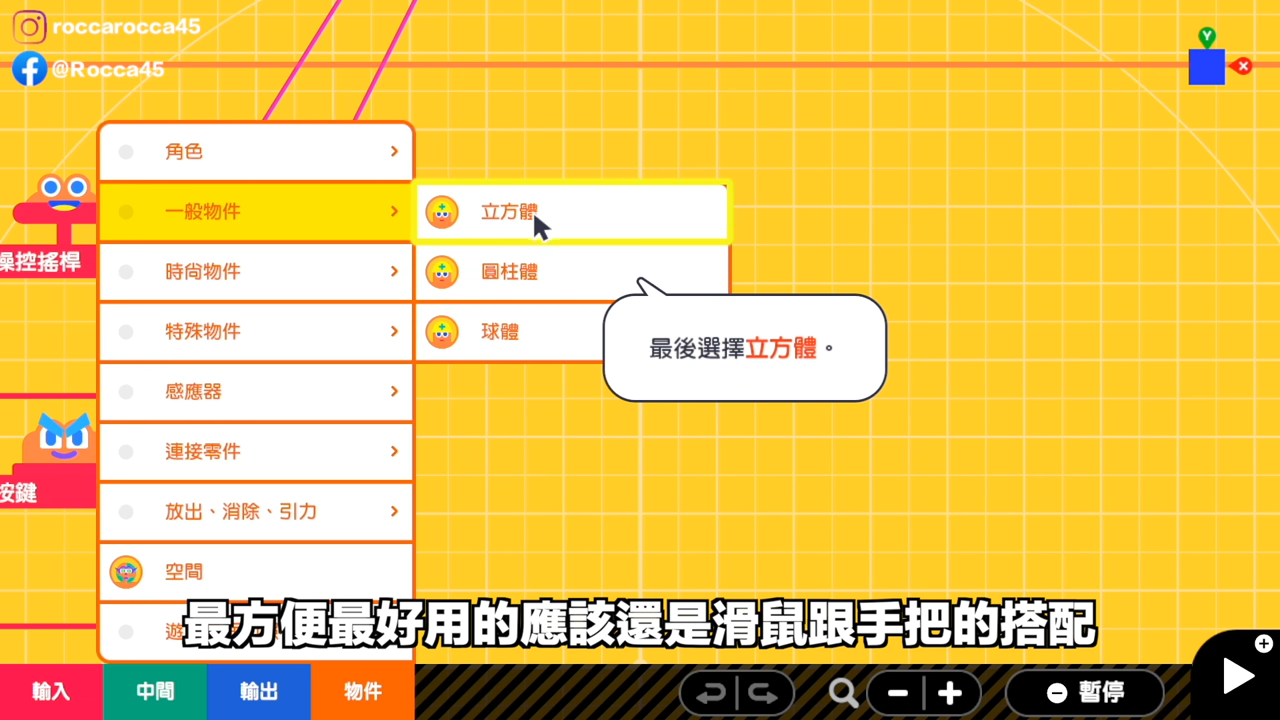 roccarocca45
@Rocca45
Y
角色
一般物件
立方體
操控搖桿
時尚物件
圓柱體
特殊物件
球體
最後選擇立方體。
感應器
連接零件
按鍵
放出、消除、引力
空間
最方便最好用的應該還是滑鼠跟手把的搭配
輸入
中間
輸出
物件
暫停